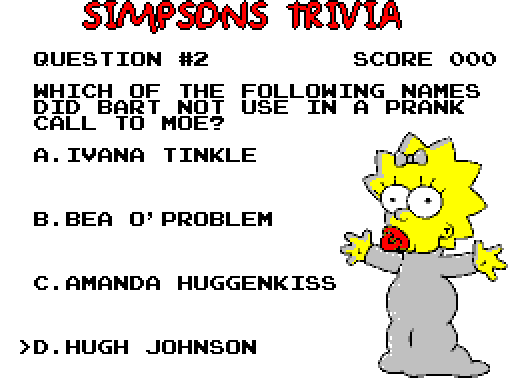 SIMPSONS TRIVIA
QUESTION #2 SCORE 000
WHICH OF THE FOLLOWING NAMES
DID BART NOT USE IN A PRANK
CALL TO MOE?
A.IVANA TINKLE
B.BEA O'PROBLEM
C.AMANDA HUGGENKISS
>D.HUGH JOHNSON